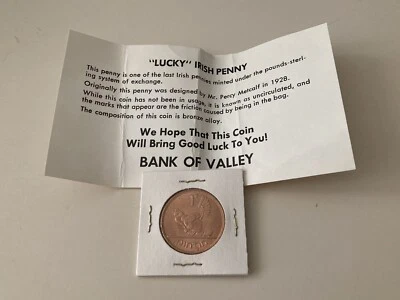 "LUCKY" IRISH PENNY
This penny is one of the last Irish pennies minted under the pounds-sterl-
ing system of exchange.
Originally this penny was designed by Mr. Percy Metcalf in 1928.
While this coin has not been in usage, it is known as uncirculated, and
the marks that appear are the friction caused by being in the bag.
The composition of this coin is bronze alloy.
We Hope That This Coin
Will Bring Good Luck To You!
BANK OF VALLEY